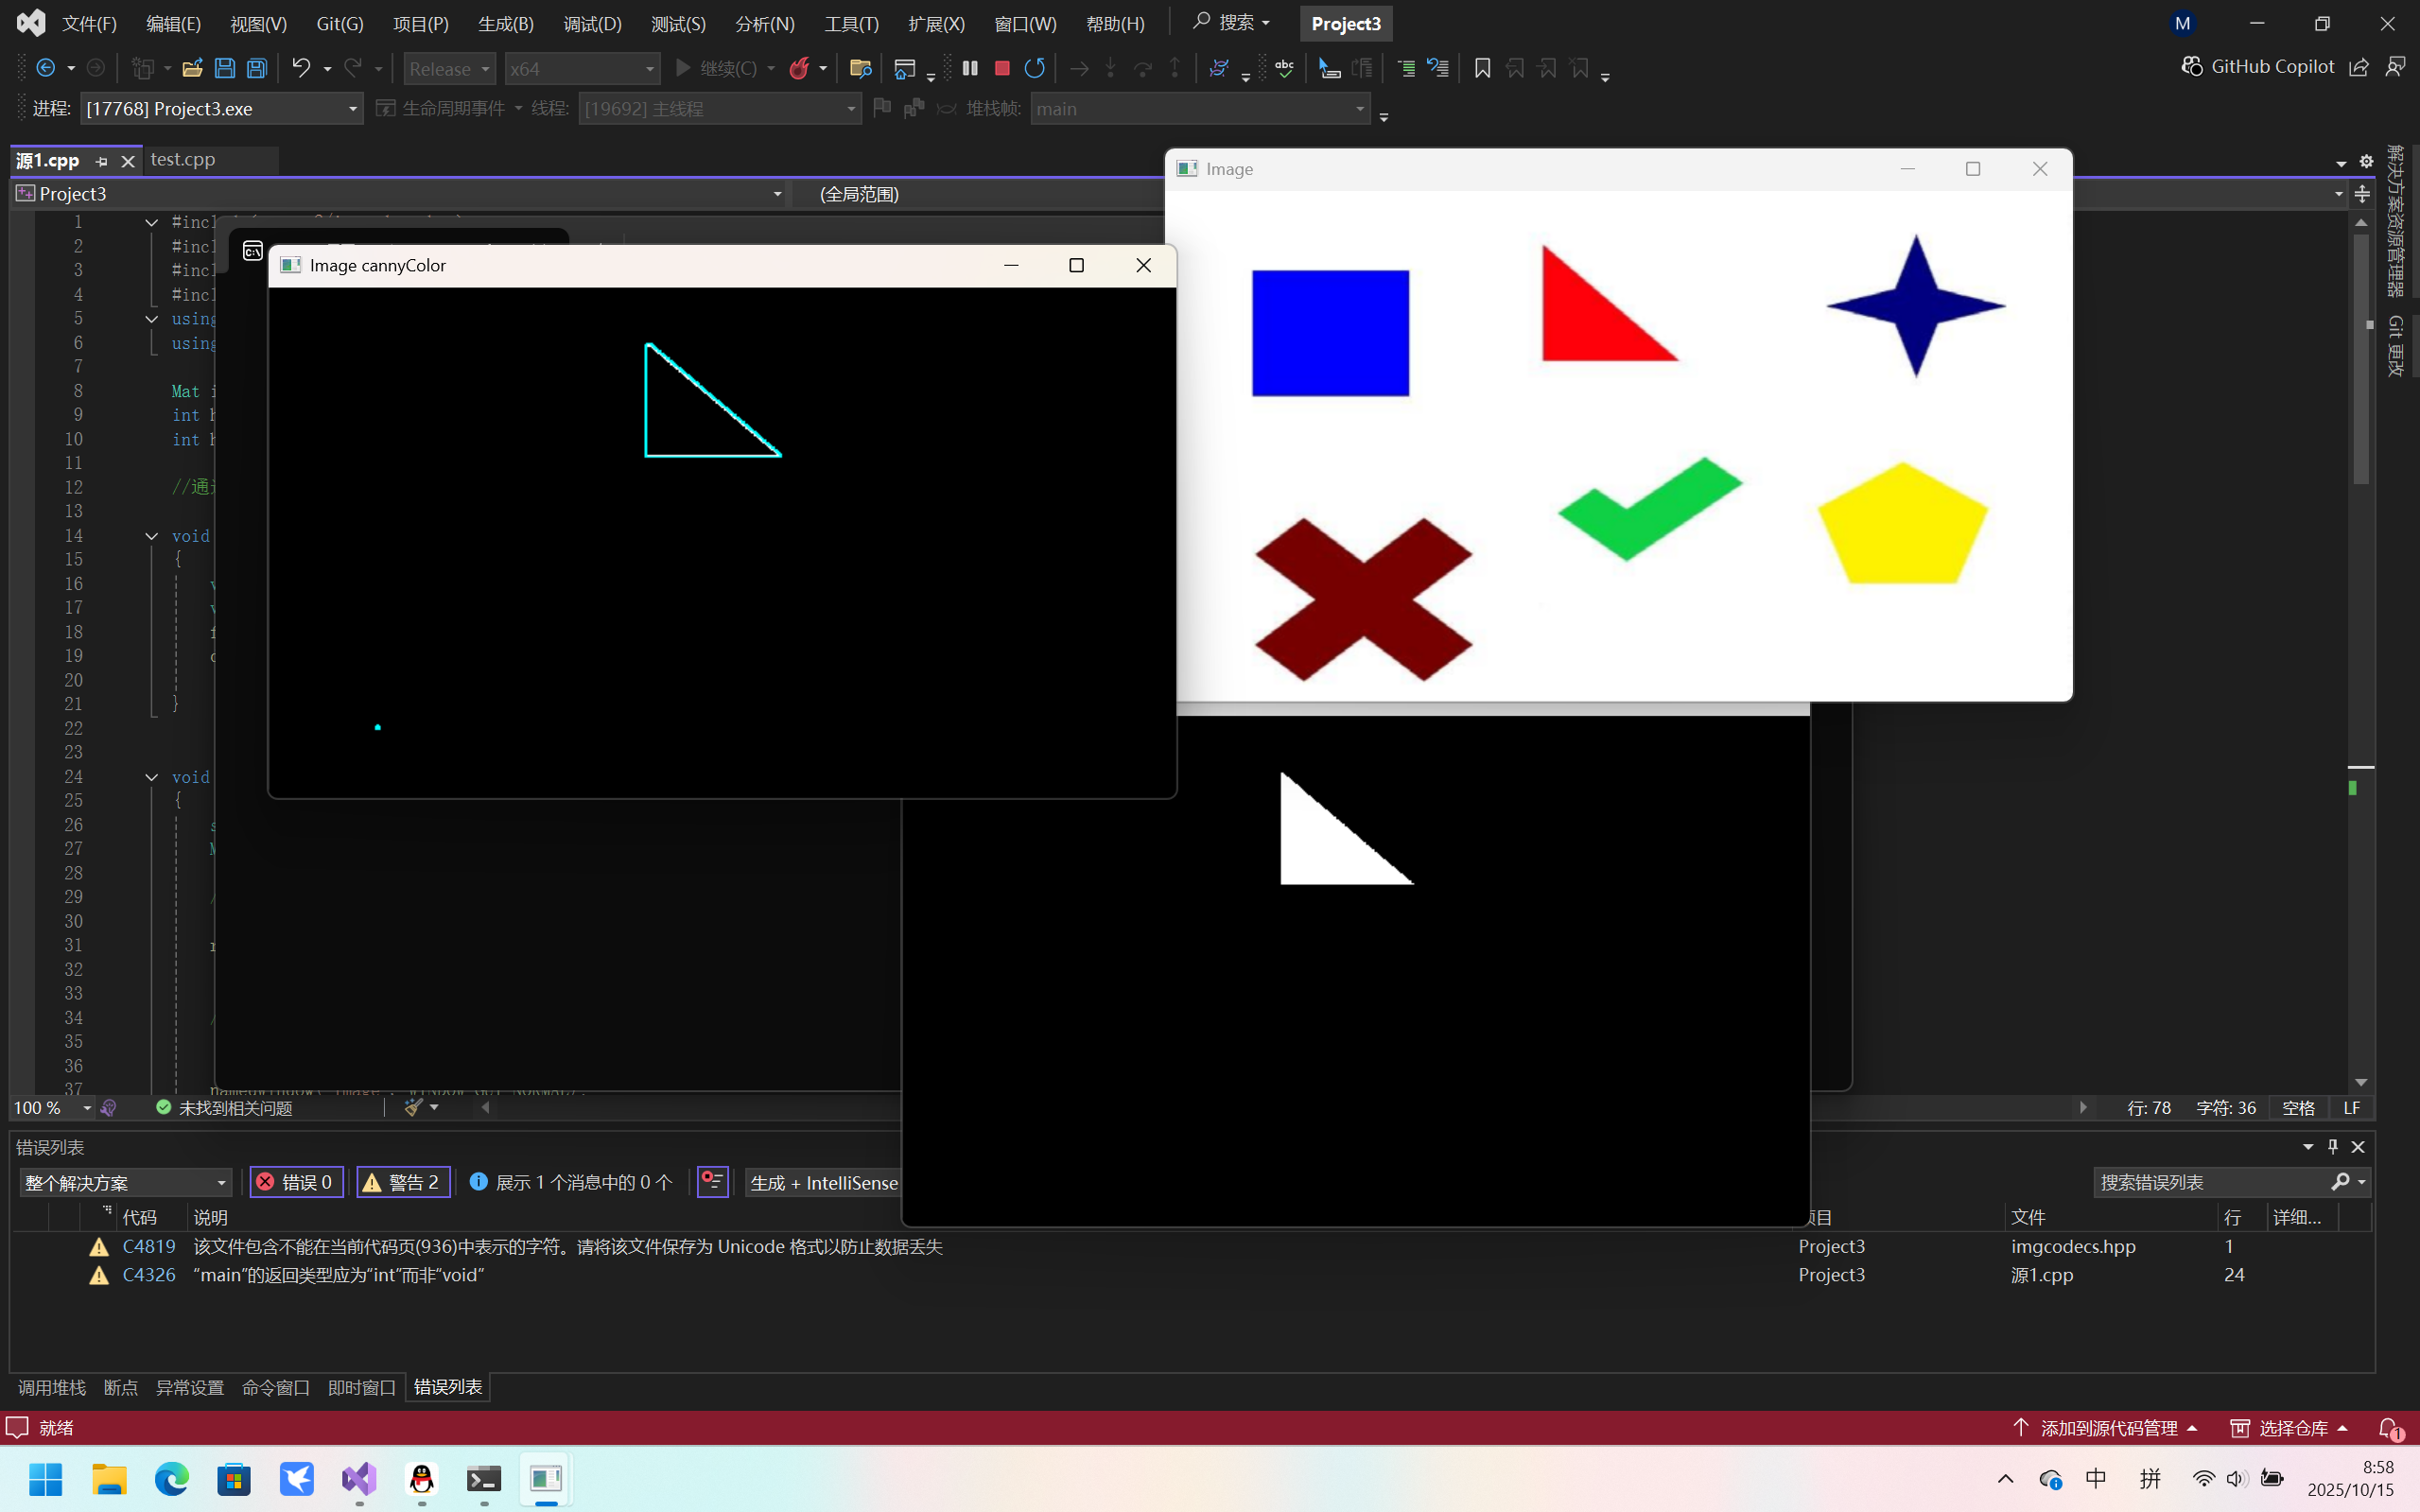 文件(F) 编辑(E) 视图(V) Git(G) 项目(P) 生成(B) 调试(D) 测试(S) 分析(N) 工具(T) 扩展(X) 窗口(W) 帮助(H) 搜索 Project3 M
Release x64 继续(C) abc GitHub Copilot
进程: [17768] Project3.exe 生命周期事件 线程: [19692] 主线程 堆栈帧: main
源1.cpp test.cpp
Image
解决方案资源管理器
Git 更改
Project3 (全局范围)
Image cannyColor
1 #incl
2 #incl
3 #incl
4 #incl
5 using
6 using
7
8 Mat i
9 int h
10 int h
11
12 //通
13
14 void
15 {
16 v
17 v
18 f
19 c
20
21 }
22
23
24 void
25 {
26 s
27 M
28
29 /
30
31
32
33
34 /
35
36
37 namedWindow("Image", WINDOW_GUI_NORMAL);
100 % 未找到相关问题 行: 78 字符: 36 空格 LF
错误列表
整个解决方案 错误 0 警告 2 展示 1 个消息中的 0 个 生成 + IntelliSense 搜索错误列表
代码 说明 项目 文件 行 详细...
C4819 该文件包含不能在当前代码页(936)中表示的字符。请将该文件保存为 Unicode 格式以防止数据丢失 Project3 imgcodecs.hpp 1
C4326 “main”的返回类型应为“int”而非“void” Project3 源1.cpp 24
调用堆栈 断点 异常设置 命令窗口 即时窗口 错误列表
就绪 添加到源代码管理 选择仓库 1
中 拼 8:58
2025/10/15